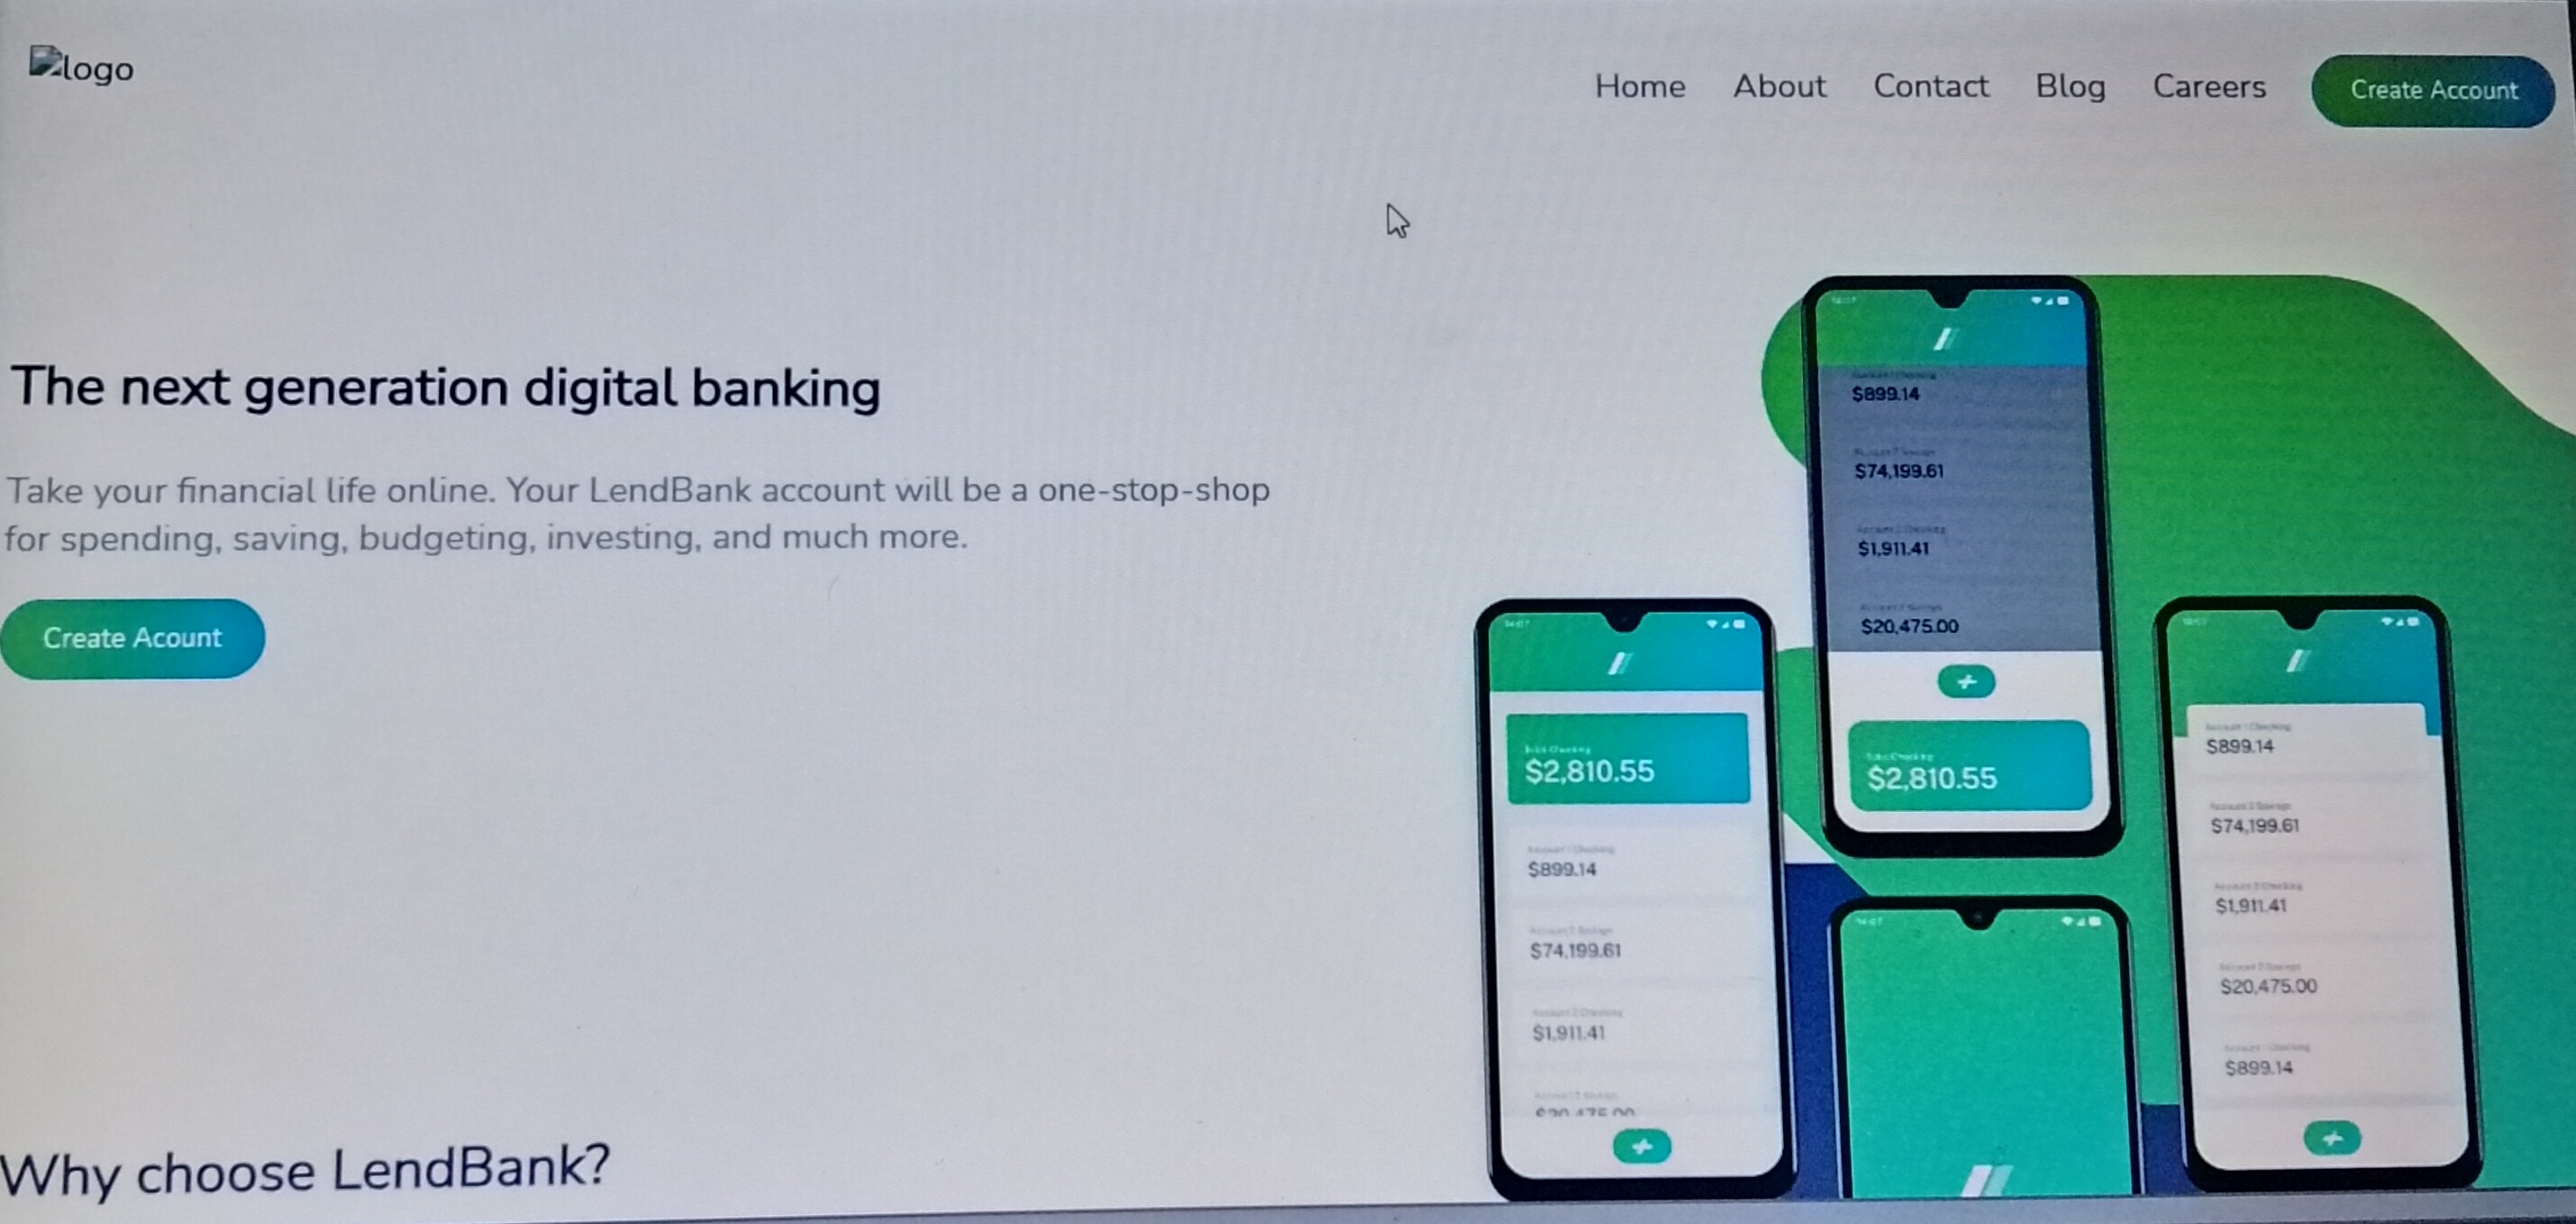 logo
Home About Contact Blog Careers Create Account
The next generation digital banking
Take your financial life online. Your LendBank account will be a one-stop-shop
for spending, saving, budgeting, investing, and much more.
Create Acount
$899.14
$74,199.61
$1,911.41
$20,475.00
$2,810.55
$2,810.55
$899.14
$74,199.61
$1,911.41
$899.14
$74,199.61
$1,911.41
$20,475.00
$899.14
Why choose LendBank?